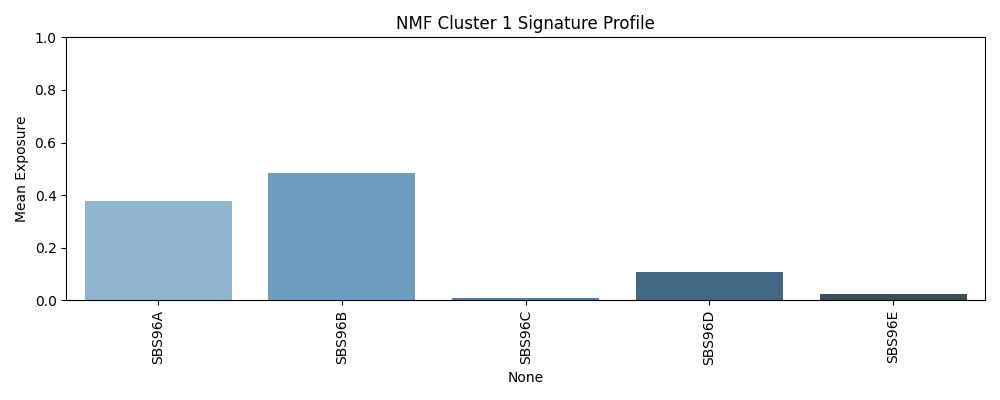 NMF Cluster 1 Signature Profile
1.0
0.8
0.6
0.4
0.2
0.0
Mean Exposure
SBS96A
SBS96B
SBS96C
SBS96D
SBS96E
None